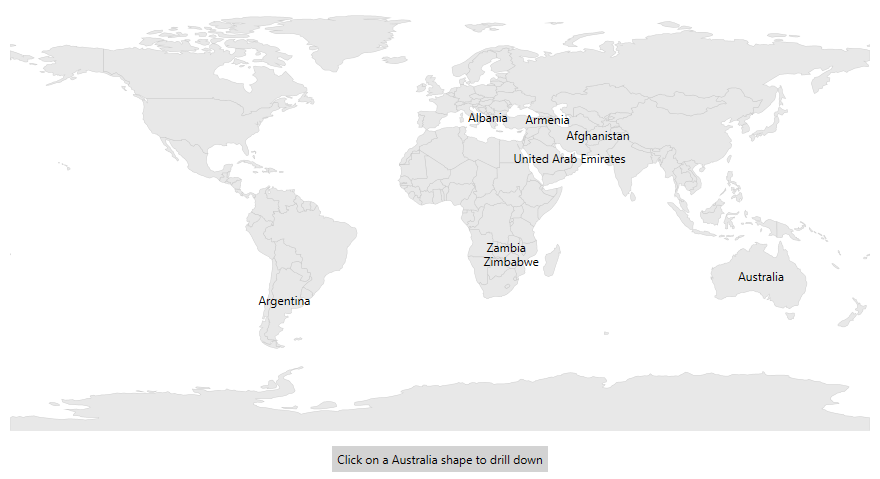 Albania
Armenia
Afghanistan
United Arab Emirates
Zambia
Zimbabwe
Australia
Argentina
Click on a Australia shape to drill down